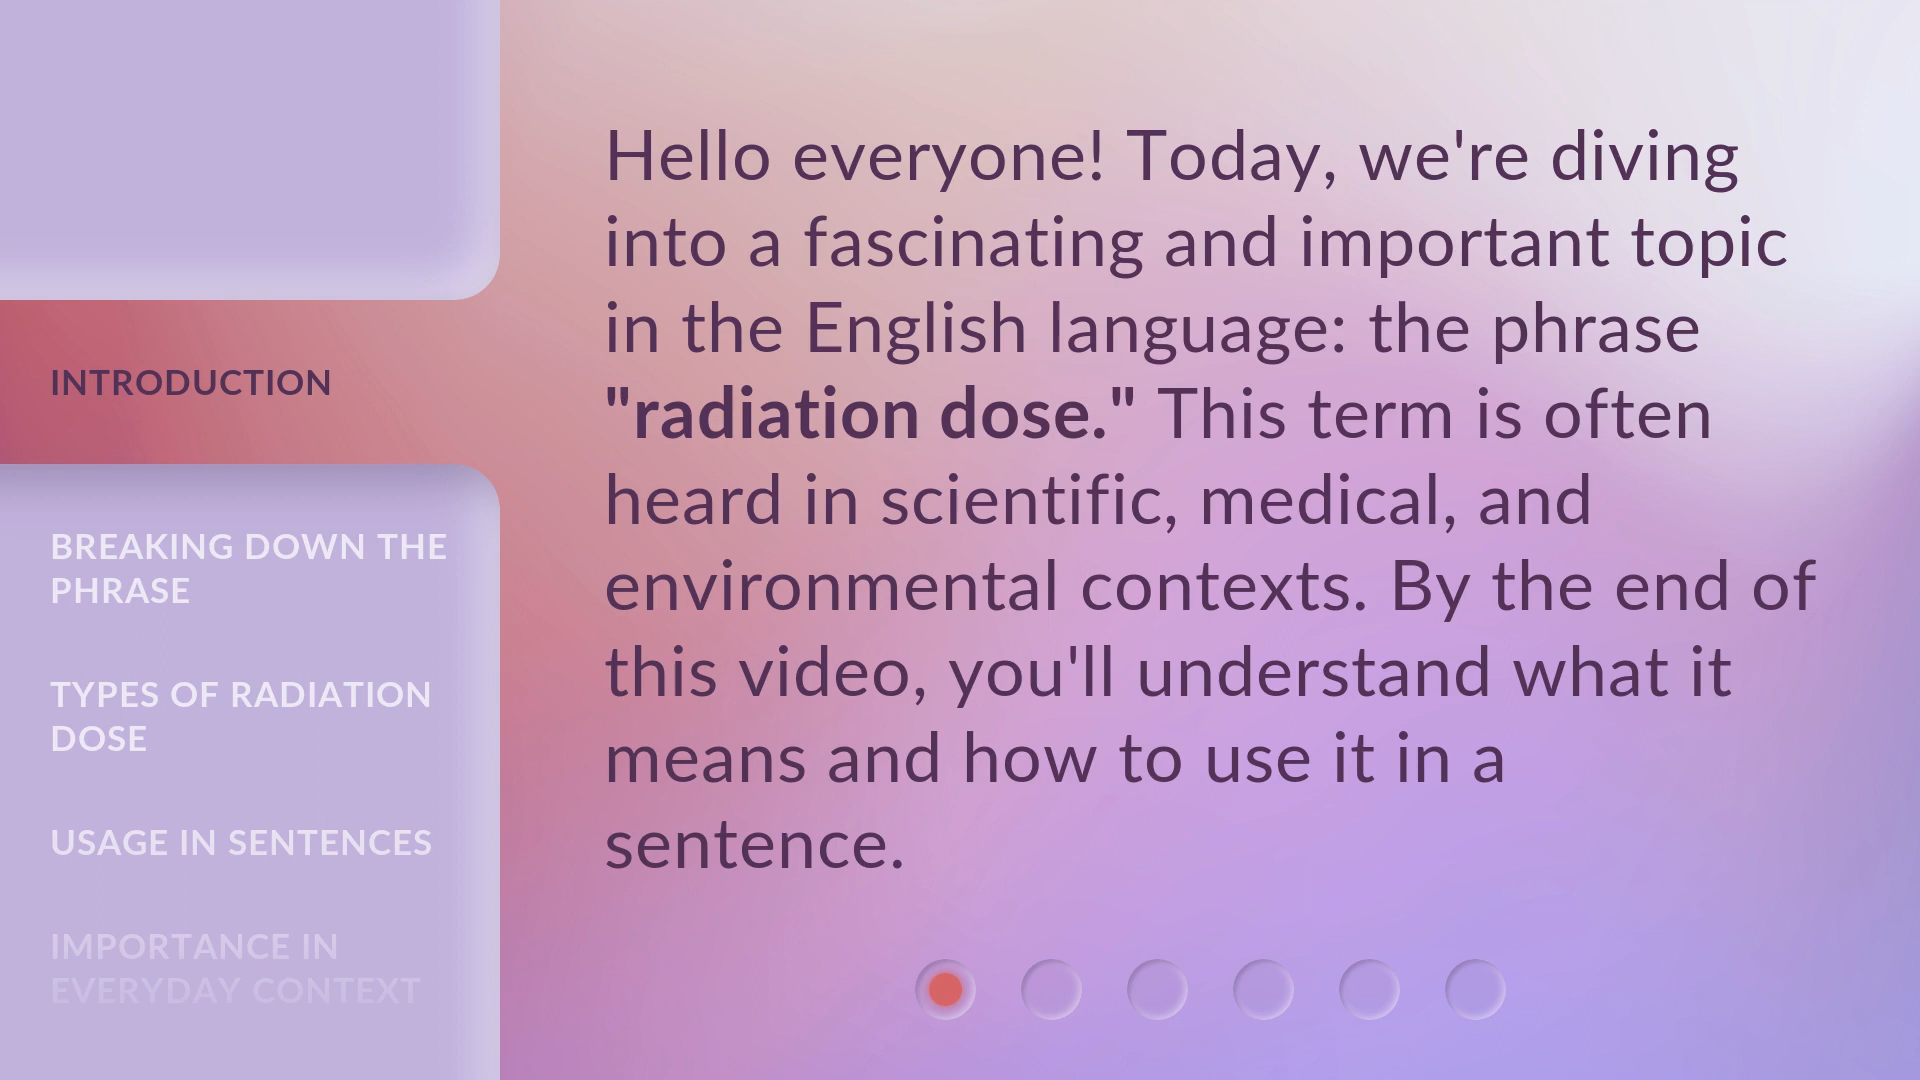 INTRODUCTION
BREAKING DOWN THE
PHRASE
TYPES OF RADIATION
DOSE
USAGE IN SENTENCES
IMPORTANCE IN
EVERYDAY CONTEXT
Hello everyone! Today, we're diving
into a fascinating and important topic
in the English language: the phrase
"radiation dose." This term is often
heard in scientific, medical, and
environmental contexts. By the end of
this video, you'll understand what it
means and how to use it in a
sentence.